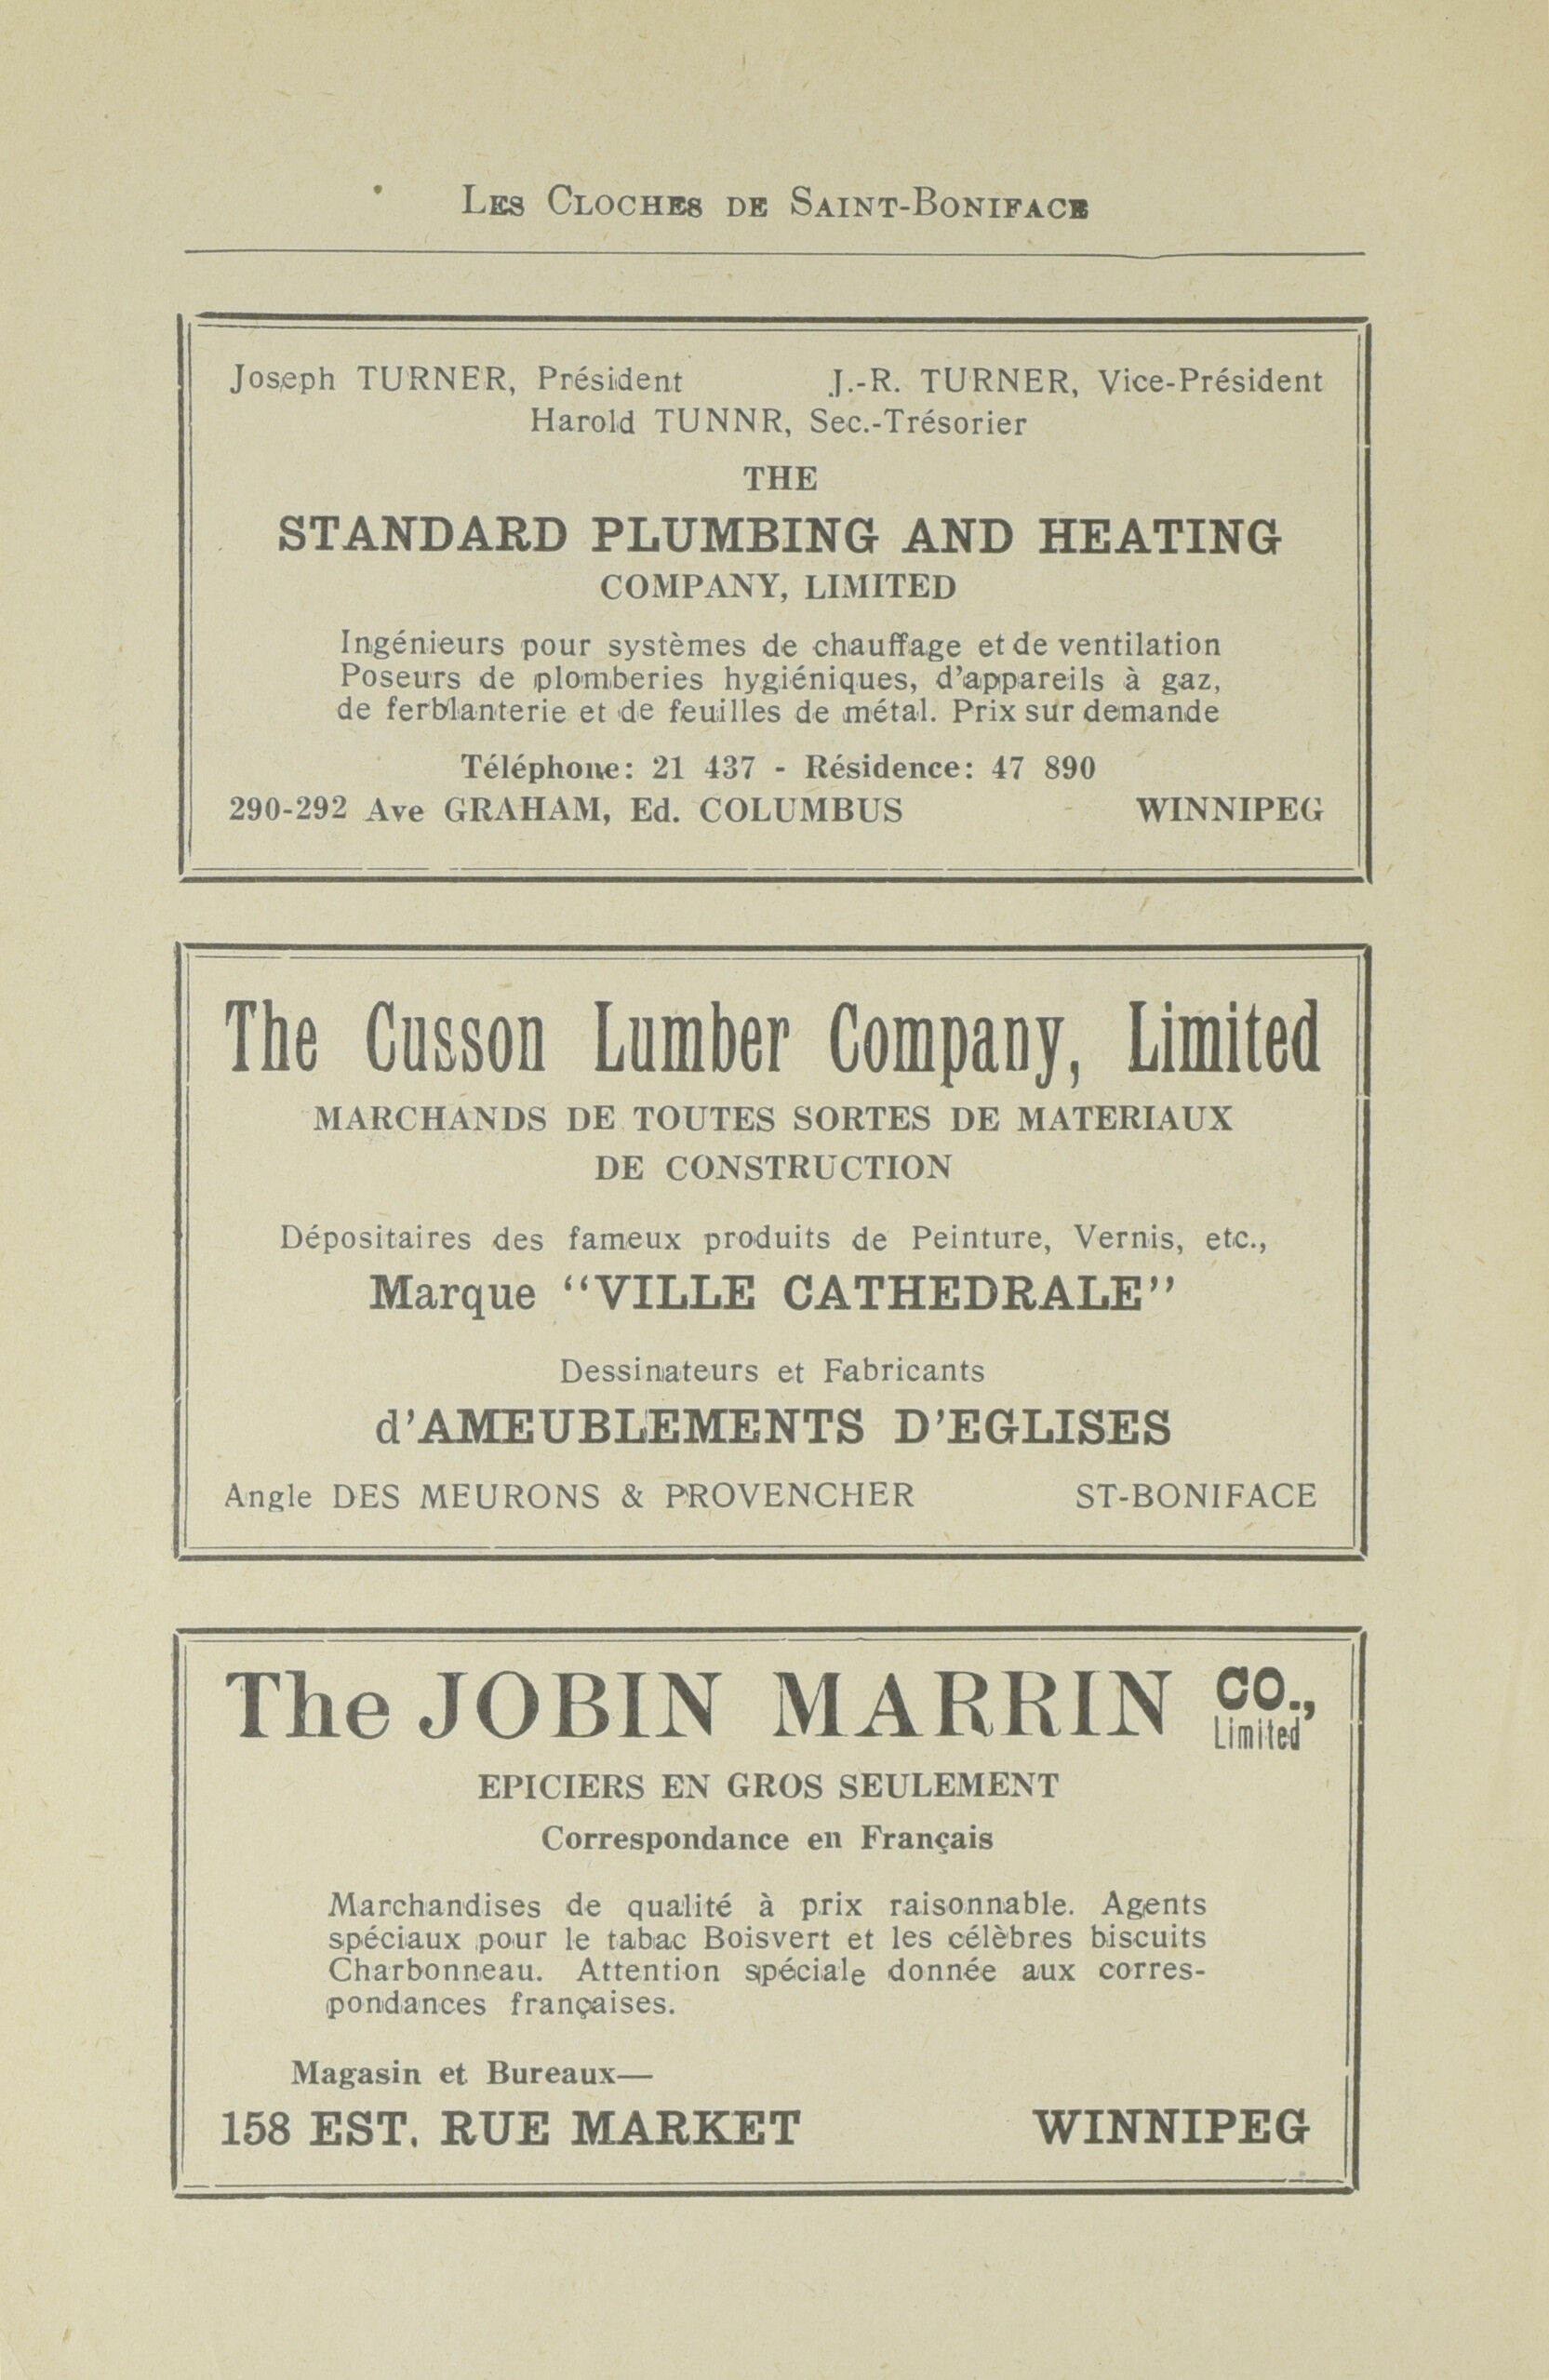 Les Cloches de Saint-Boniface
Joseph TURNER, Président J.-R. TURNER, Vice-Président
Harold TUNNR, Sec.-Trésorier
THE
STANDARD PLUMBING AND HEATING
COMPANY, LIMITED
Ingénieurs pour systèmes de chauffage et de ventilation
Poseurs de plomberies hygiéniques, d'appareils à gaz,
de ferblanterie et de feuilles de métal. Prix sur demande
Téléphone: 21 437 - Résidence: 47 890
290-292 Ave GRAHAM, Ed. COLUMBUS WINNIPEG
The Cusson Lumber Company, Limited
MARCHANDS DE TOUTES SORTES DE MATERIAUX
DE CONSTRUCTION
Dépositaires des fameux produits de Peinture, Vernis, etc.,
Marque "VILLE CATHEDRALE"
Dessinateurs et Fabricants
d'AMEUBLEMENTS D'EGLISES
Angle DES MEURONS & PROVENCHER ST-BONIFACE
The JOBIN MARRIN CO.,
Limited
EPICIERS EN GROS SEULEMENT
Correspondance en Français
Marchandises de qualité à prix raisonnable. Agents
spéciaux pour le tabac Boisvert et les célèbres biscuits
Charbonneau. Attention spéciale donnée aux corres-
pondances françaises.
Magasin et Bureaux—
158 EST. RUE MARKET WINNIPEG